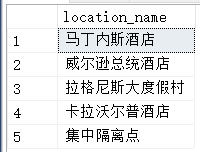 location_name
1 马丁内斯酒店
2 威尔逊总统酒店
3 拉格尼斯大度假村
4 卡拉沃尔普酒店
5 集中隔离点